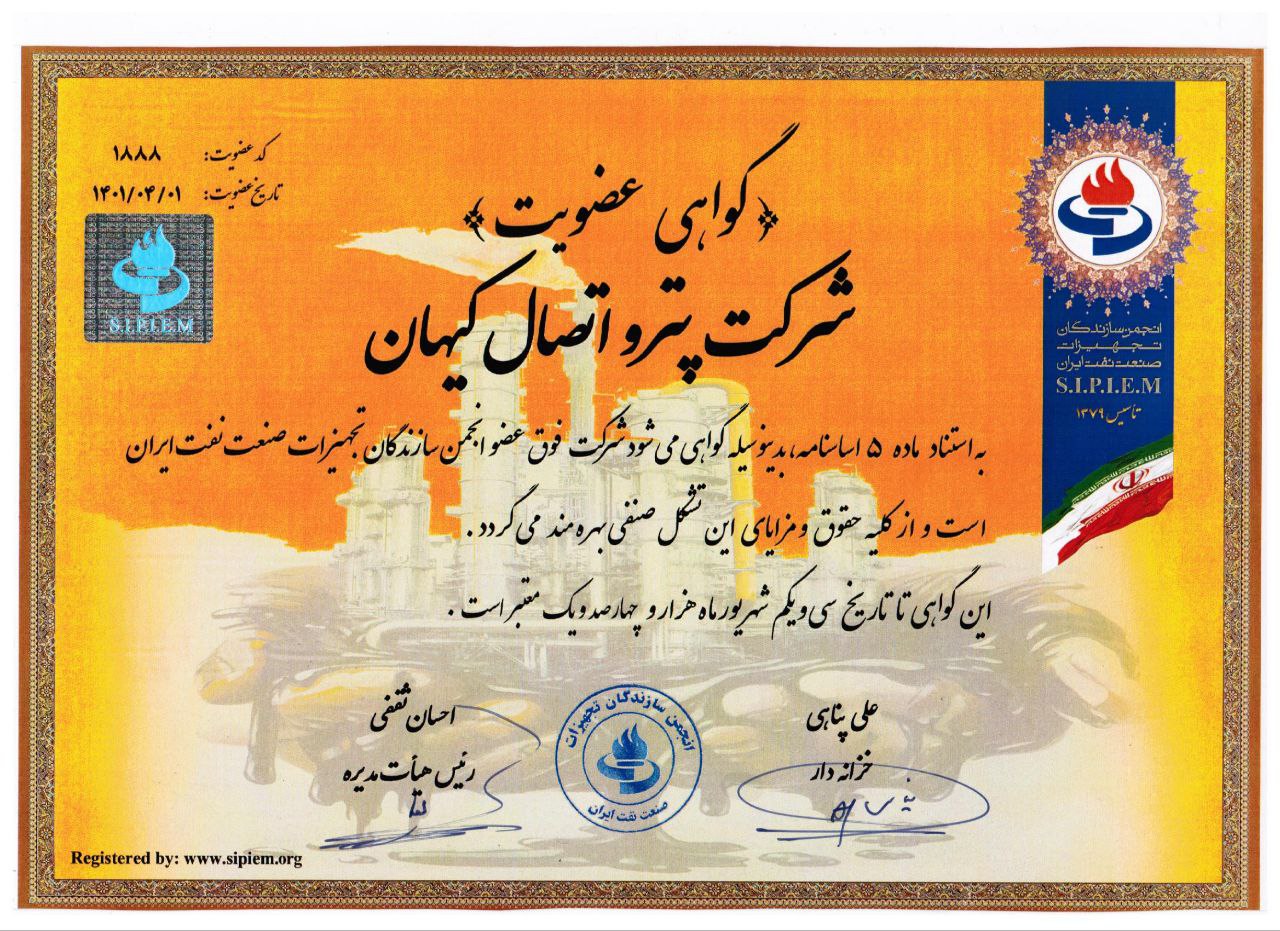 کد عضویت: ۱۸۸۸
تاریخ عضویت: ۱۴۰۱/۰۴/۰۱
S.I.P.I.E.M
گواهی عضویت
شرکت پترو اتصال کیهان
انجمن سازندگان
تجهیزات
صنعت نفت ایران
S.I.P.I.E.M
تأسیس ۱۳۷۹
به استناد ماده ۵ اساسنامه، بدینوسیله گواهی می شود شرکت فوق عضو انجمن سازندگان تجهیزات صنعت نفت ایران
است و از کلیه حقوق و مزایای این تشکل صنفی بهره مند می گردد.
این گواهی تا تاریخ سی و یکم شهریور ماه هزار و چهارصد و یک معتبر است.
علی پناهی
خزانه دار
احسان ثقفی
رئیس هیأت مدیره
انجمن سازندگان تجهیزات
صنعت نفت ایران
Registered by: www.sipiem.org